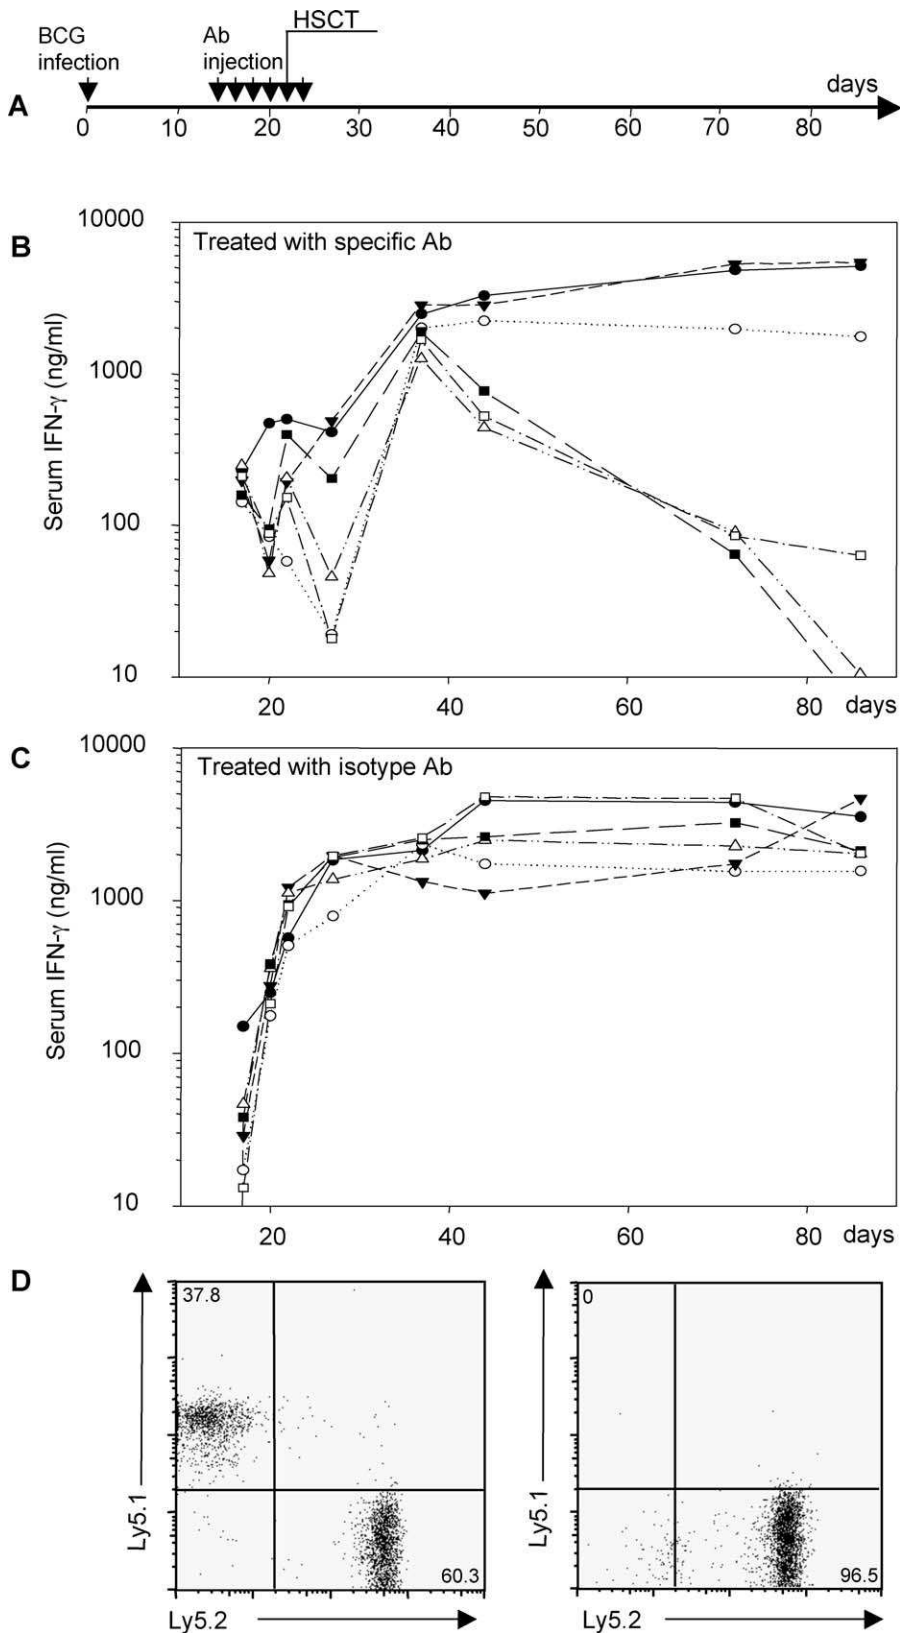 HSCT
BCG infection
Ab injection
days
A
0 10 20 30 40 50 60 70 80
B
Treated with specific Ab
10000
1000
100
10
Serum IFN-γ (ng/ml)
20 40 60 80 days
C
Treated with isotype Ab
10000
1000
100
10
Serum IFN-γ (ng/ml)
20 40 60 80 days
D
37.8
60.3
Ly5.1
Ly5.2
0
96.5
Ly5.1
Ly5.2